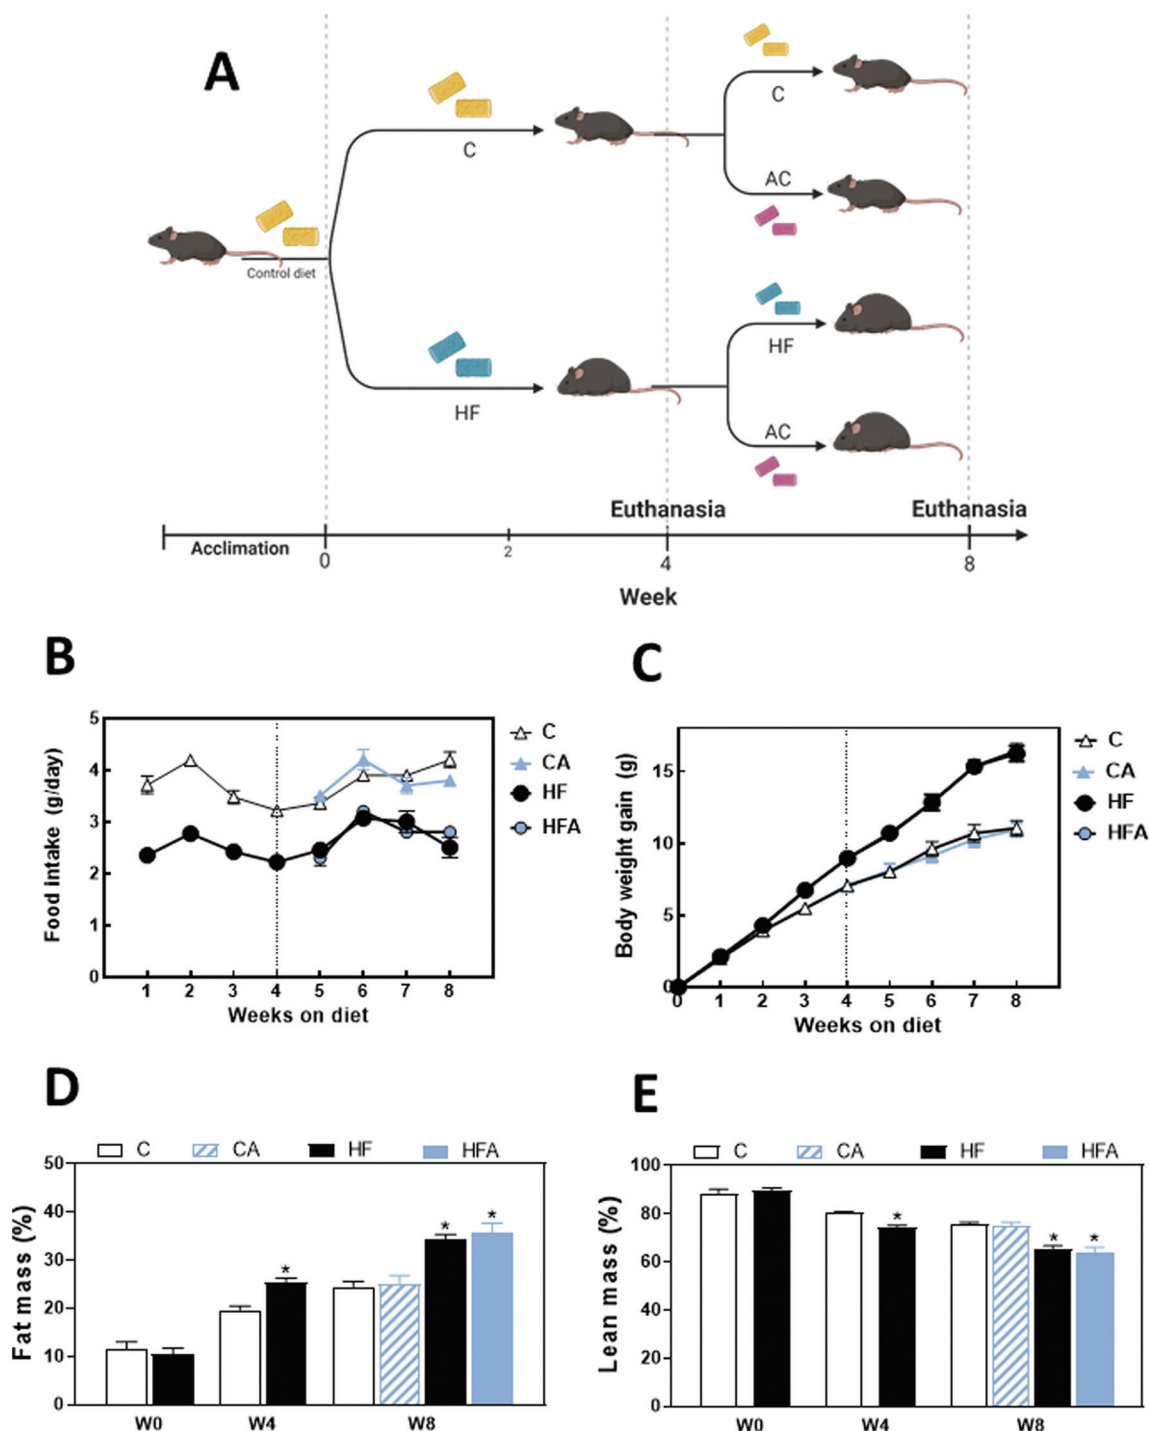 A
C
C
AC
Control diet
HF
HF
AC
Euthanasia
Euthanasia
Acclimation
0
2
4
8
Week
B
C
Food intake (g/day)
5
4
3
2
1
0
1 2 3 4 5 6 7 8
Weeks on diet
C
CA
HF
HFA
Body weight gain (g)
15
10
5
0
0 1 2 3 4 5 6 7 8
Weeks on diet
C
CA
HF
HFA
D
E
C CA HF HFA
Fat mass (%)
50
40
30
20
10
0
* * *
W0 W4 W8
C CA HF HFA
Lean mass (%)
100
80
60
40
20
0
* * *
W0 W4 W8